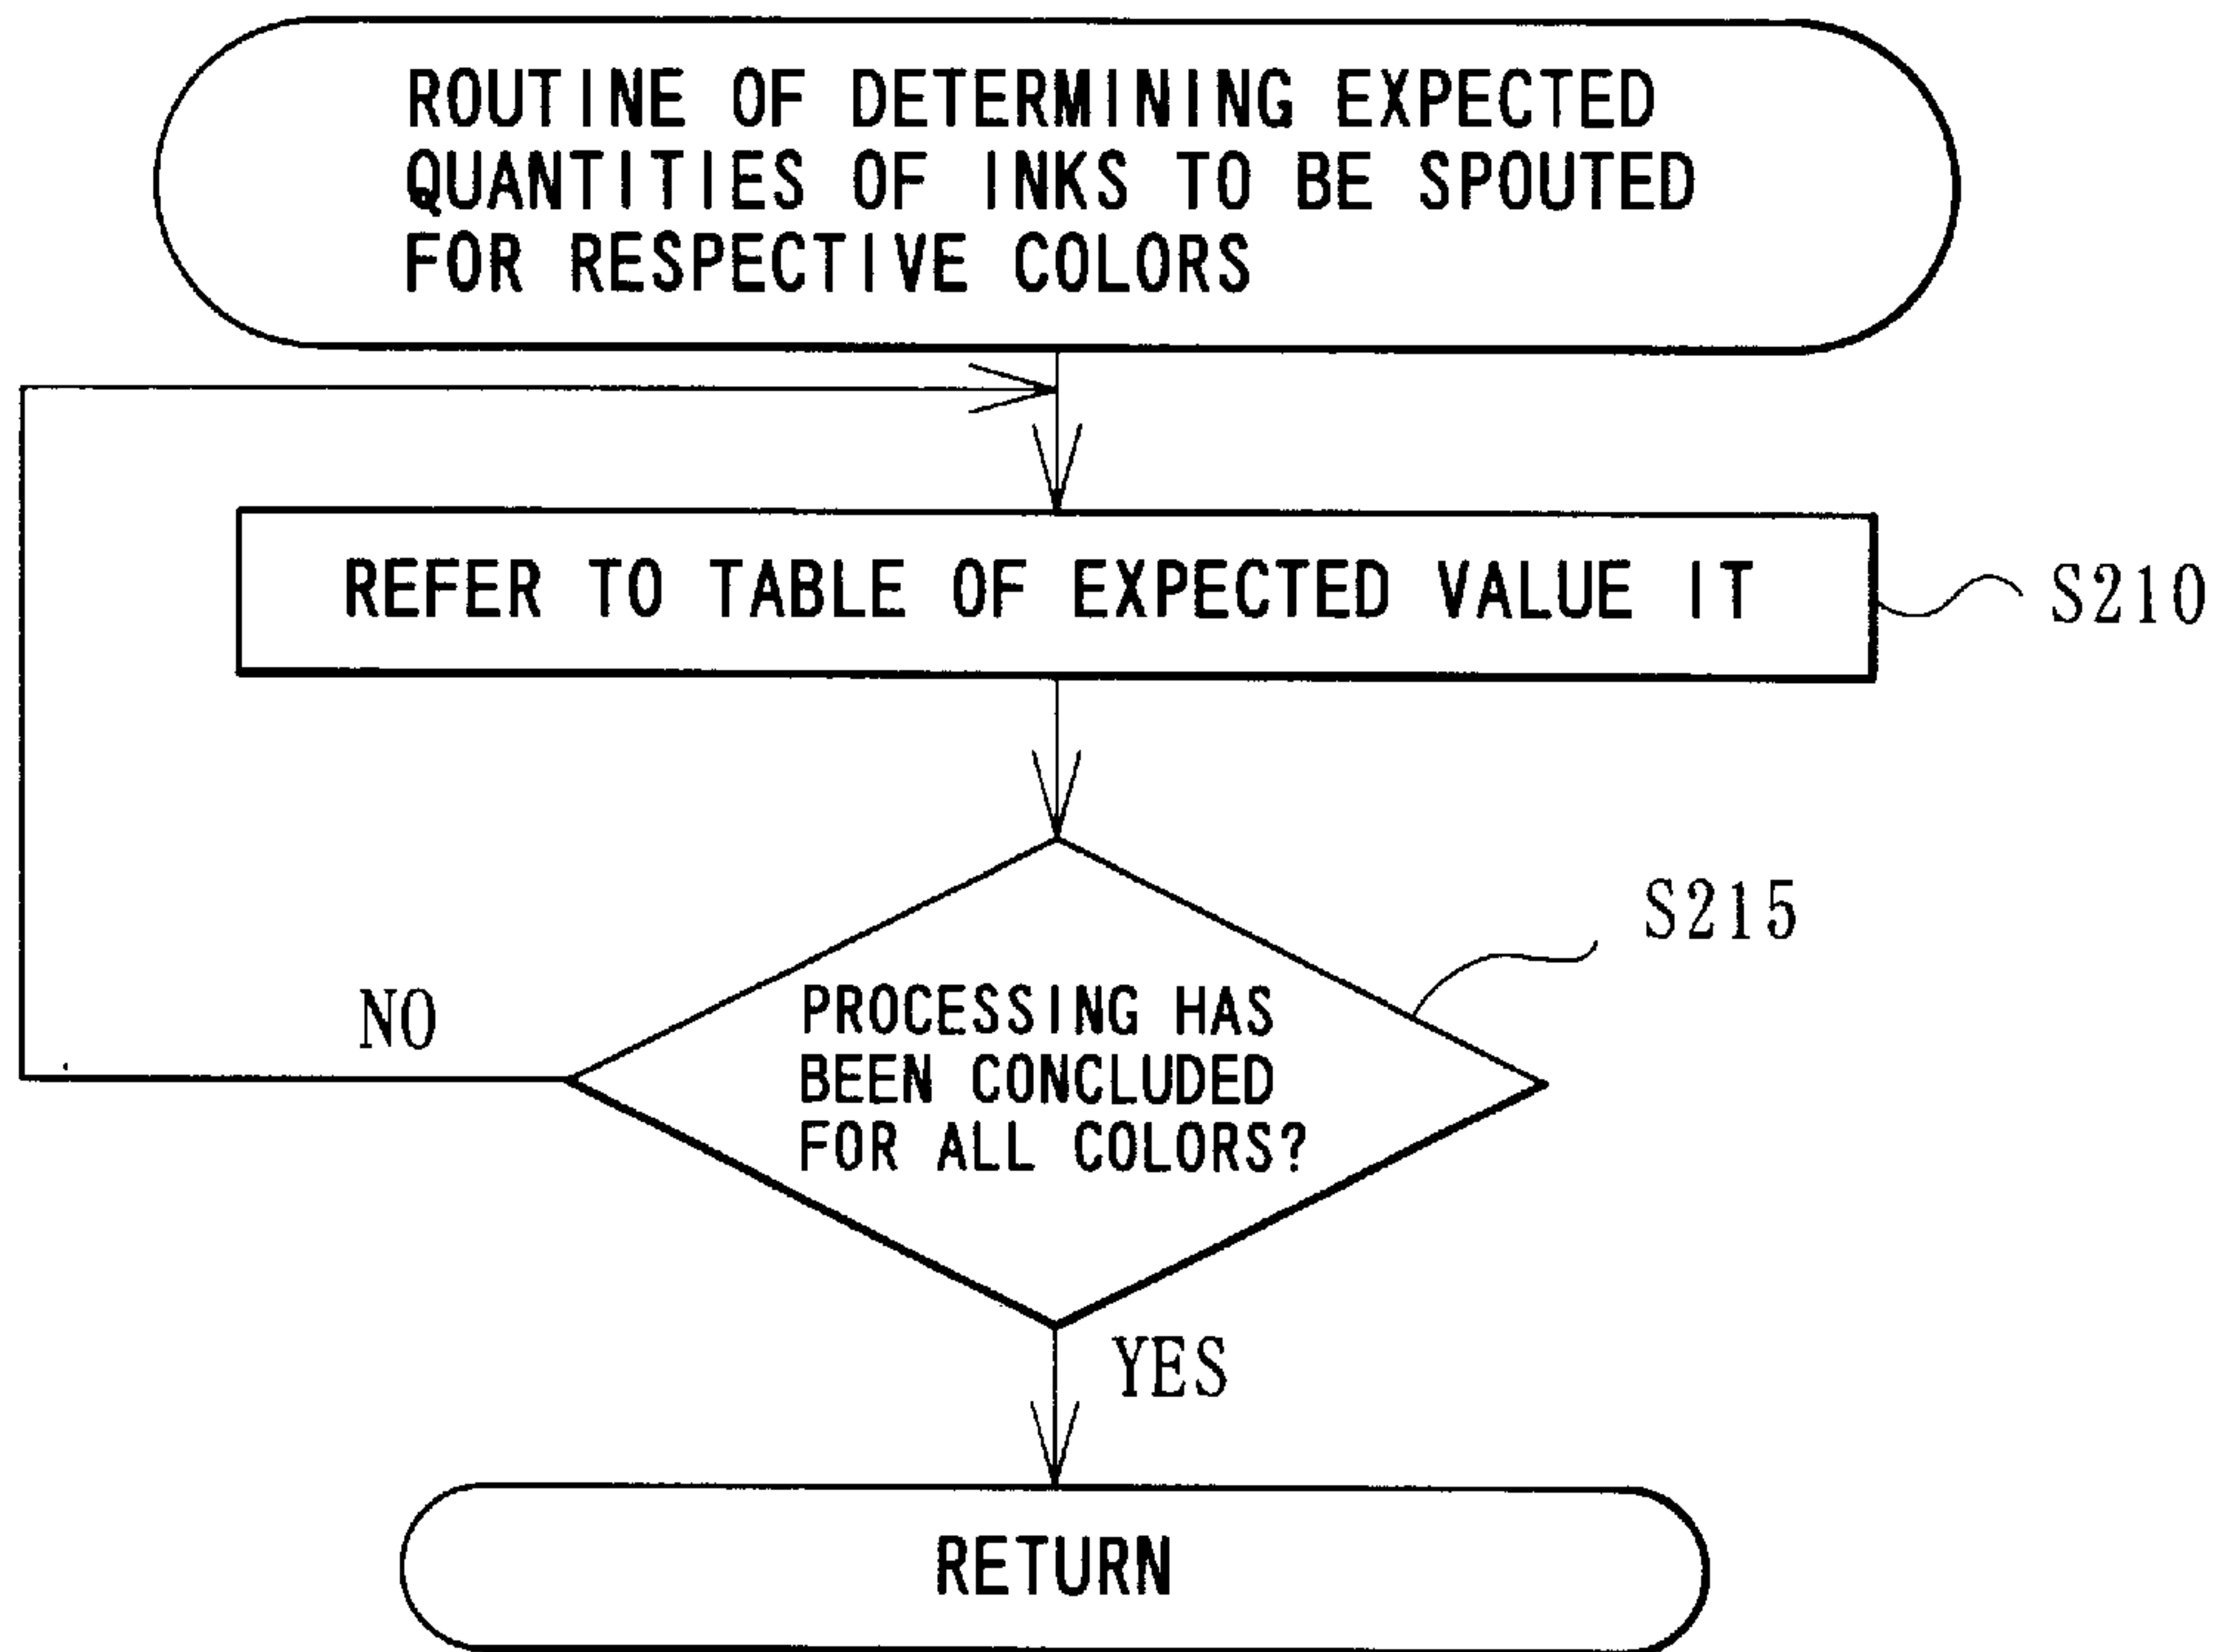 ROUTINE OF DETERMINING EXPECTED
QUANTITIES OF INKS TO BE SPOUTED
FOR RESPECTIVE COLORS
REFER TO TABLE OF EXPECTED VALUE IT
S210
S215
NO
PROCESSING HAS
BEEN CONCLUDED
FOR ALL COLORS?
YES
RETURN